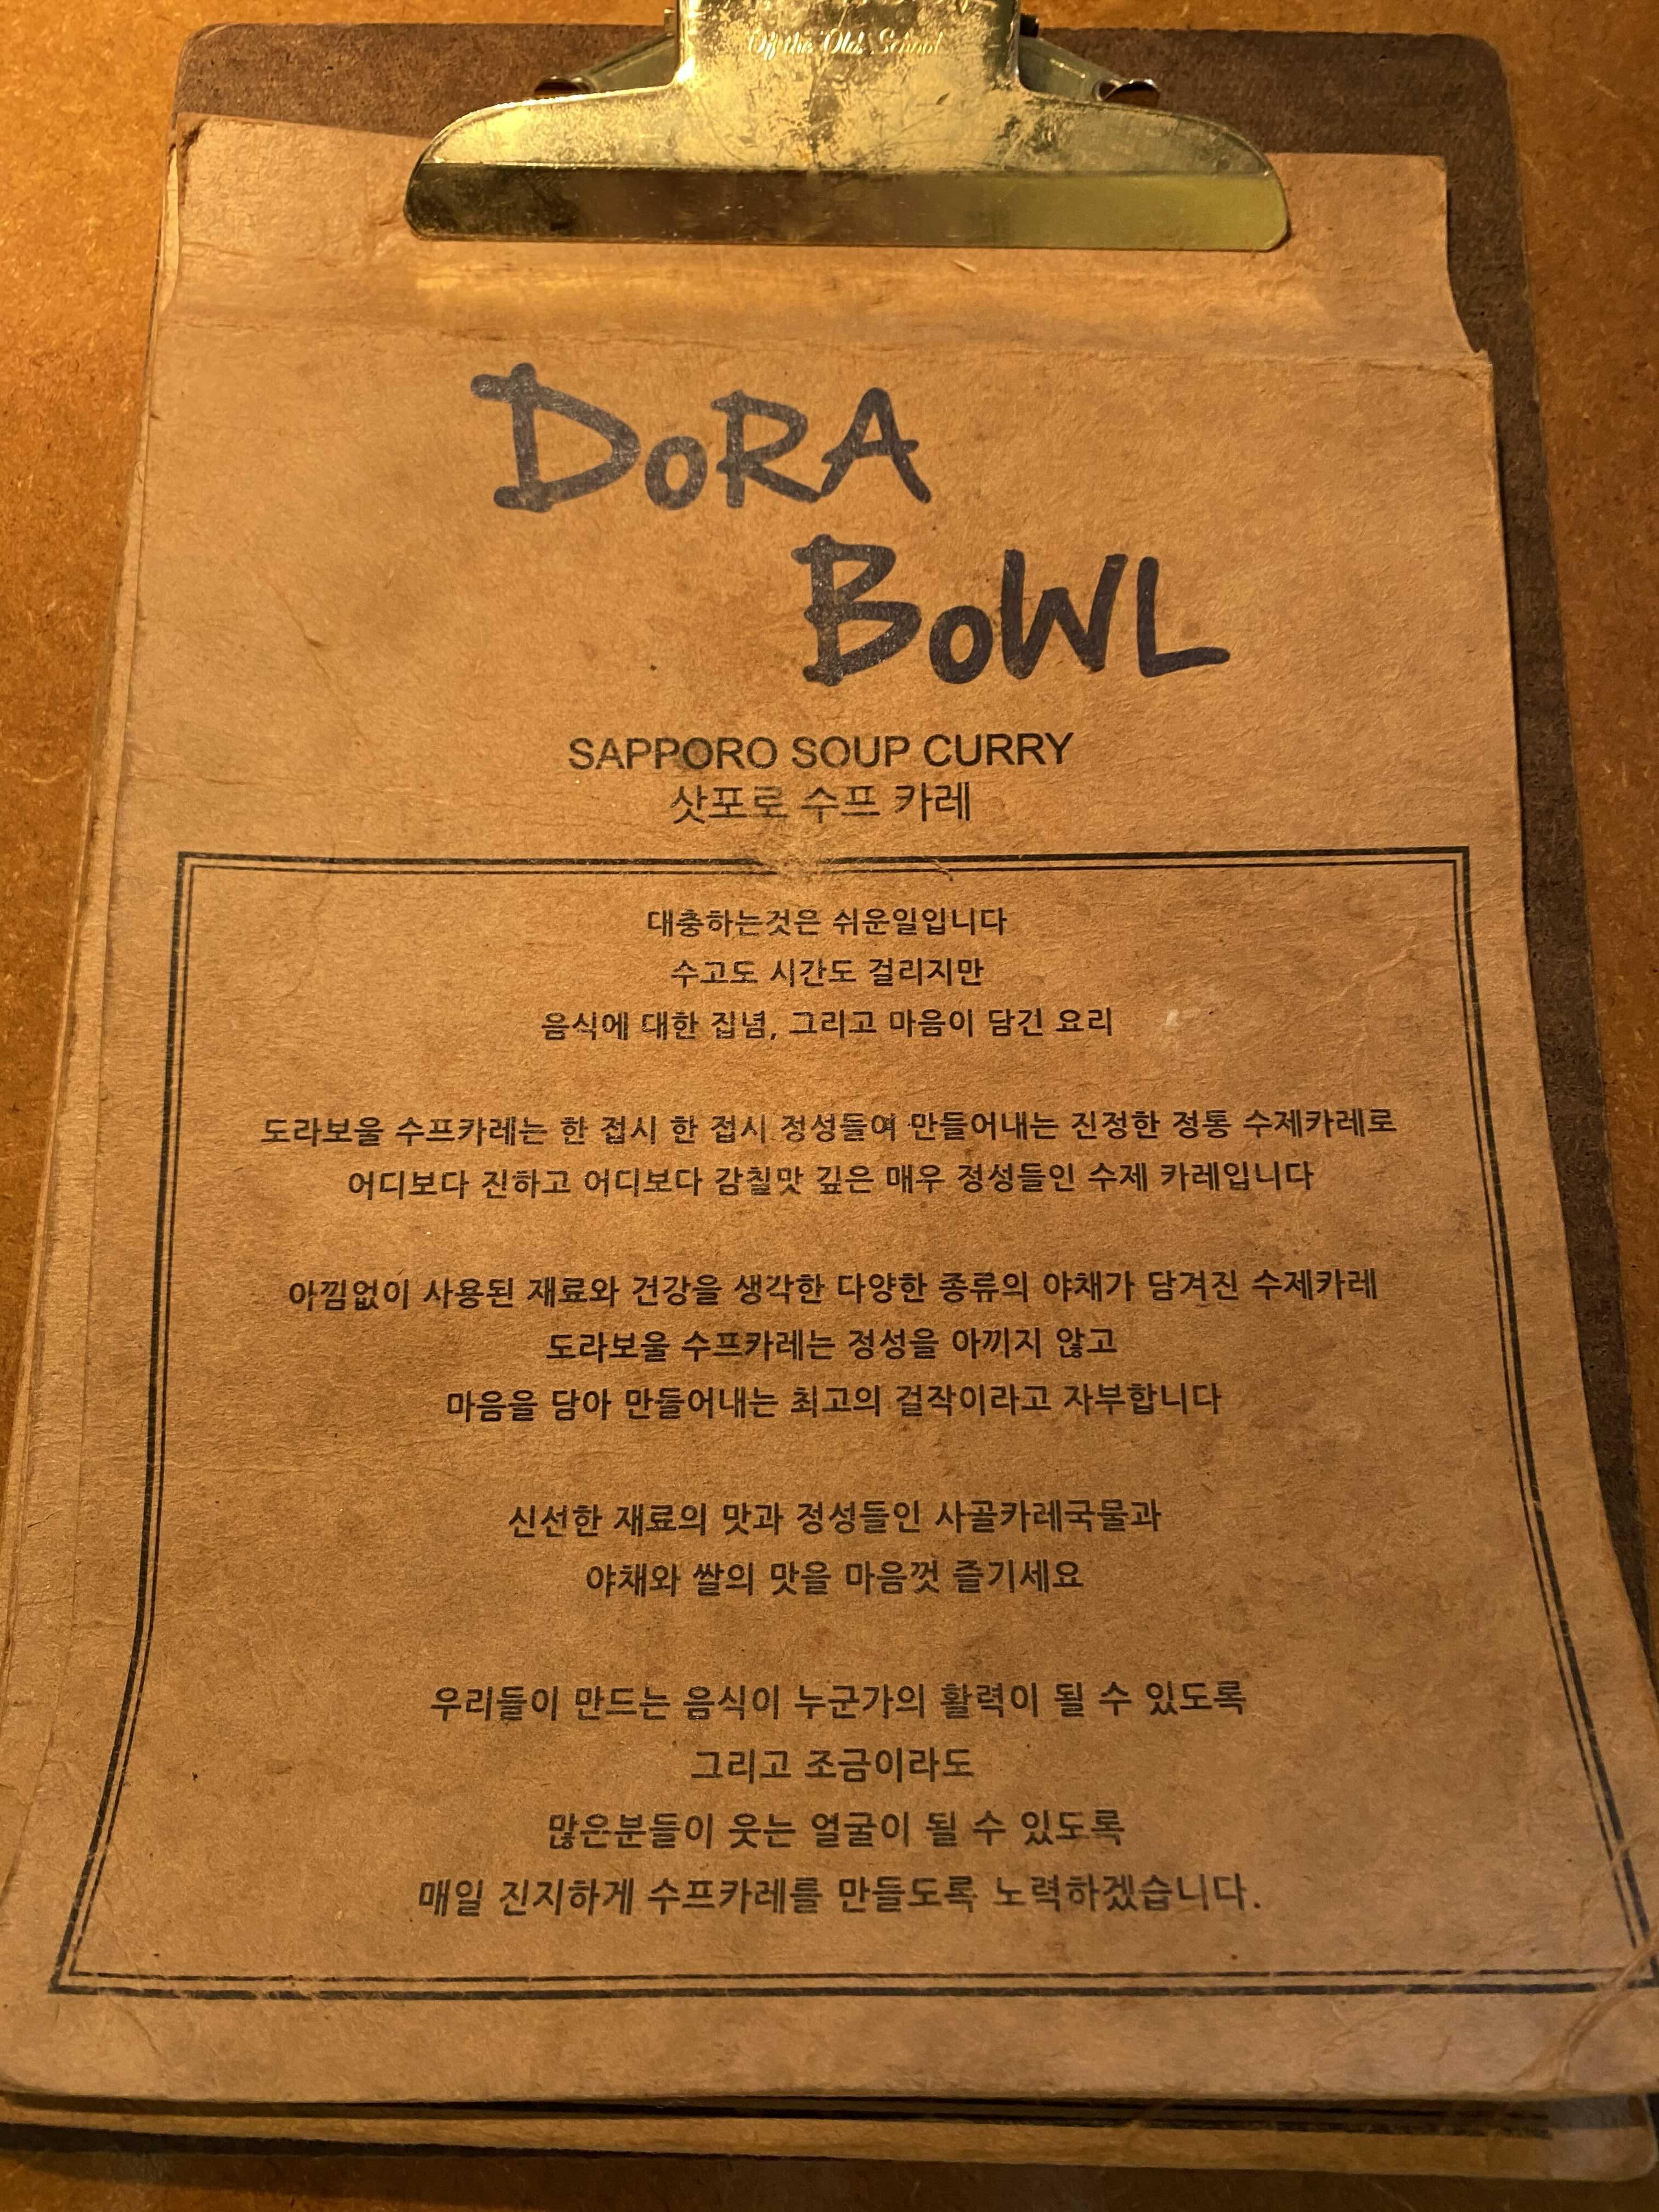 Of the Old School
DORA
BOWL
SAPPORO SOUP CURRY
삿포로 수프 카레
대충하는것은 쉬운일입니다
수고도 시간도 걸리지만
음식에 대한 집념, 그리고 마음이 담건 요리
도라보울 수프카레는 한 접시 한 접시 정성들여 만들어내는 진정한 정통 수제카레로
어디보다 진하고 어디보다 감칠맛 깊은 매우 정성들인 수제 카레입니다
아낌없이 사용된 재료와 건강을 생각한 다양한 종류의 야채가 담겨진 수제카레
도라보울 수프카레는 정성을 아끼지 않고
마음을 담아 만들어내는 최고의 걸작이라고 자부합니다
신선한 재료의 맛과 정성들인 사골카레국물과
야채와 쌀의 맛을 마음껏 즐기세요
우리들이 만드는 음식이 누군가의 활력이 될 수 있도록
그리고 조금이라도
많은분들이 웃는 얼굴이 될 수 있도록
매일 진지하게 수프카레를 만들도록 노력하겠습니다.